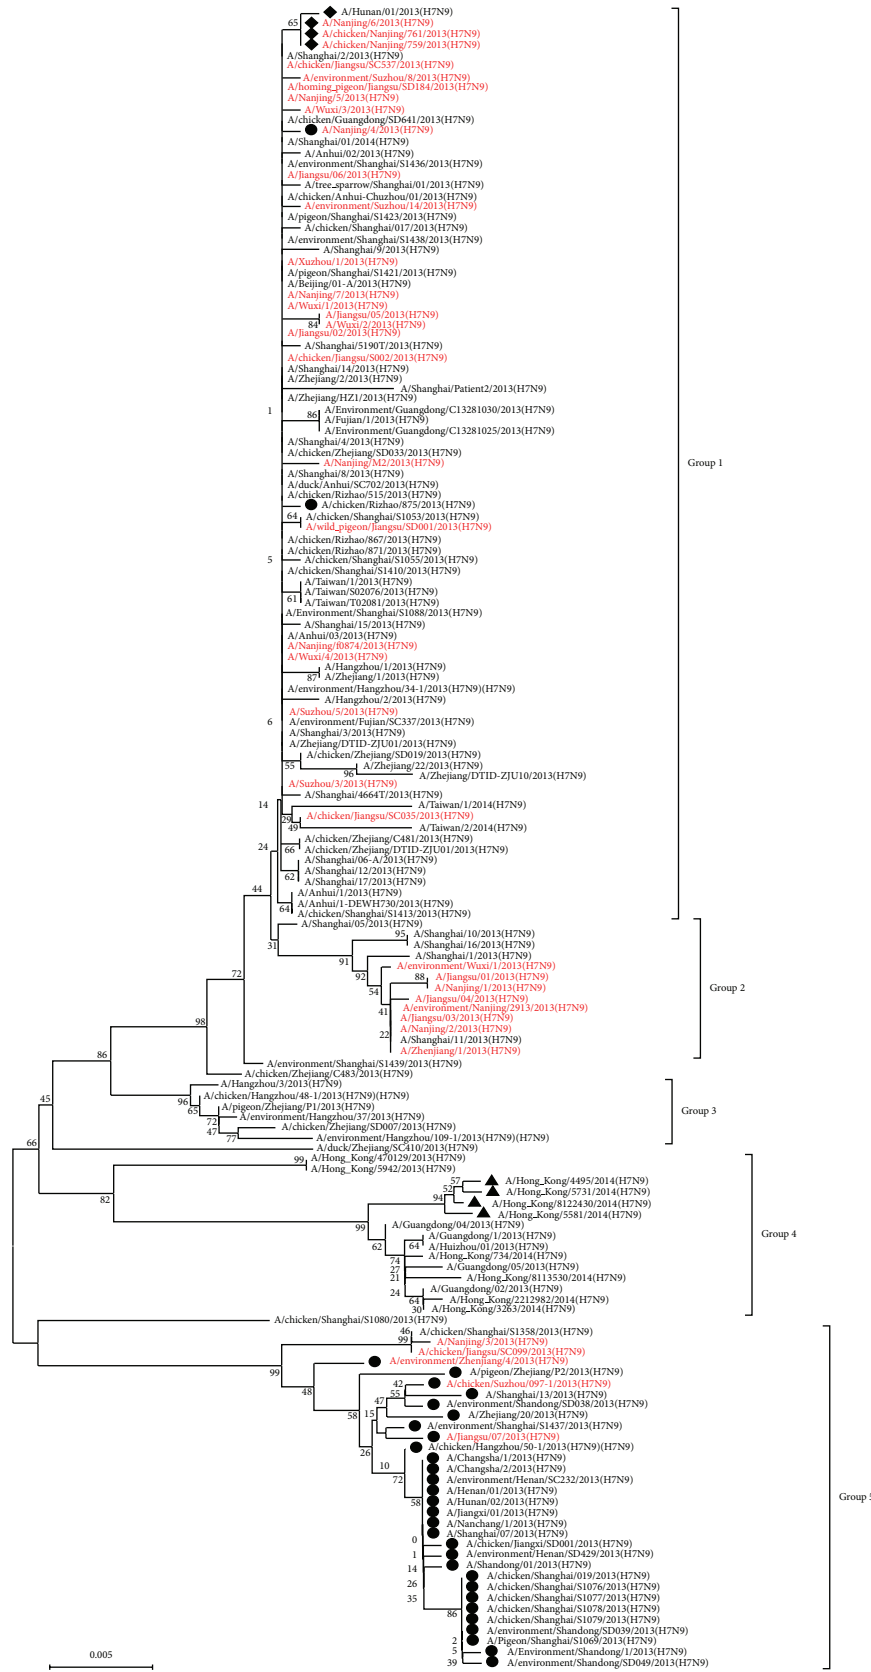 A/Hunan/01/2013(H7N9)
65
A/Nanjing/6/2013(H7N9)
A/chicken/Nanjing/761/2013(H7N9)
A/chicken/Nanjing/759/2013(H7N9)
A/Shanghai/2/2013(H7N9)
A/chicken/Jiangsu/SC537/2013(H7N9)
A/environment/Suzhou/8/2013(H7N9)
A/homing_pigeon/Jiangsu/SD184/2013(H7N9)
A/Nanjing/5/2013(H7N9)
A/Wuxi/3/2013(H7N9)
A/chicken/Guangdong/SD641/2013(H7N9)
A/Nanjing/4/2013(H7N9)
A/Shanghai/01/2014(H7N9)
A/Anhui/02/2013(H7N9)
A/environment/Shanghai/S1436/2013(H7N9)
A/Jiangsu/06/2013(H7N9)
A/tree_sparrow/Shanghai/01/2013(H7N9)
A/chicken/Anhui-Chuzhou/01/2013(H7N9)
A/environment/Suzhou/14/2013(H7N9)
A/pigeon/Shanghai/S1423/2013(H7N9)
A/chicken/Shanghai/017/2013(H7N9)
A/environment/Shanghai/S1438/2013(H7N9)
A/Shanghai/9/2013(H7N9)
A/Xuzhou/1/2013(H7N9)
A/pigeon/Shanghai/S1421/2013(H7N9)
A/Beijing/01-A/2013(H7N9)
A/Nanjing/7/2013(H7N9)
A/Wuxi/1/2013(H7N9)
A/Jiangsu/05/2013(H7N9)
84
A/Wuxi/2/2013(H7N9)
A/Jiangsu/02/2013(H7N9)
A/Shanghai/5190T/2013(H7N9)
A/chicken/Jiangsu/S002/2013(H7N9)
A/Shanghai/14/2013(H7N9)
A/Zhejiang/2/2013(H7N9)
A/Shanghai/Patient2/2013(H7N9)
A/Zhejiang/HZ1/2013(H7N9)
1
A/Environment/Guangdong/C13281030/2013(H7N9)
86
A/Fujian/1/2013(H7N9)
A/Environment/Guangdong/C13281025/2013(H7N9)
A/Shanghai/4/2013(H7N9)
A/chicken/Zhejiang/SD033/2013(H7N9)
A/Nanjing/M2/2013(H7N9)
Group 1
A/Shanghai/8/2013(H7N9)
A/duck/Anhui/SC702/2013(H7N9)
A/chicken/Rizhao/515/2013(H7N9)
A/chicken/Rizhao/875/2013(H7N9)
64
A/chicken/Shanghai/S1053/2013(H7N9)
A/wild_pigeon/Jiangsu/SD001/2013(H7N9)
A/chicken/Rizhao/867/2013(H7N9)
A/chicken/Rizhao/871/2013(H7N9)
5
A/chicken/Shanghai/S1055/2013(H7N9)
A/chicken/Shanghai/S1410/2013(H7N9)
A/Taiwan/1/2013(H7N9)
A/Taiwan/S02076/2013(H7N9)
61
A/Taiwan/T02081/2013(H7N9)
A/Environment/Shanghai/S1088/2013(H7N9)
A/Shanghai/15/2013(H7N9)
A/Anhui/03/2013(H7N9)
A/Nanjing/f0874/2013(H7N9)
A/Wuxi/4/2013(H7N9)
A/Hangzhou/1/2013(H7N9)
87
A/Zhejiang/1/2013(H7N9)
A/environment/Hangzhou/34-1/2013(H7N9)(H7N9)
A/Hangzhou/2/2013(H7N9)
A/Suzhou/5/2013(H7N9)
6
A/environment/Fujian/SC337/2013(H7N9)
A/Shanghai/3/2013(H7N9)
A/Zhejiang/DTID-ZJU01/2013(H7N9)
A/chicken/Zhejiang/SD019/2013(H7N9)
55
A/Zhejiang/22/2013(H7N9)
96
A/Zhejiang/DTID-ZJU10/2013(H7N9)
A/Suzhou/3/2013(H7N9)
A/Shanghai/4664T/2013(H7N9)
14
A/Taiwan/1/2014(H7N9)
29
A/chicken/Jiangsu/SC035/2013(H7N9)
49
A/Taiwan/2/2014(H7N9)
A/chicken/Zhejiang/C481/2013(H7N9)
24
66
A/chicken/Zhejiang/DTID-ZJU01/2013(H7N9)
A/Shanghai/06-A/2013(H7N9)
A/Shanghai/12/2013(H7N9)
62
A/Shanghai/17/2013(H7N9)
44
A/Anhui/1/2013(H7N9)
A/Anhui/1-DEWH730/2013(H7N9)
64
A/chicken/Shanghai/S1413/2013(H7N9)
A/Shanghai/05/2013(H7N9)
95
A/Shanghai/10/2013(H7N9)
31
A/Shanghai/16/2013(H7N9)
A/Shanghai/1/2013(H7N9)
91
A/environment/Wuxi/1/2013(H7N9)
72
92
88
A/Jiangsu/01/2013(H7N9)
54
A/Nanjing/1/2013(H7N9)
Group 2
A/Jiangsu/04/2013(H7N9)
41
A/environment/Nanjing/2913/2013(H7N9)
A/Jiangsu/03/2013(H7N9)
98
A/Nanjing/2/2013(H7N9)
22
A/Shanghai/11/2013(H7N9)
A/Zhenjiang/1/2013(H7N9)
86
A/environment/Shanghai/S1439/2013(H7N9)
A/chicken/Zhejiang/C483/2013(H7N9)
A/Hangzhou/3/2013(H7N9)
96
A/chicken/Hangzhou/48-1/2013(H7N9)(H7N9)
45
65
A/pigeon/Zhejiang/P1/2013(H7N9)
Group 3
72
A/environment/Hangzhou/37/2013(H7N9)
47
A/chicken/Zhejiang/SD007/2013(H7N9)
77
A/environment/Hangzhou/109-1/2013(H7N9)(H7N9)
66
A/duck/Zhejiang/SC410/2013(H7N9)
99
A/Hong_Kong/470129/2013(H7N9)
A/Hong_Kong/5942/2013(H7N9)
57
A/Hong_Kong/4495/2014(H7N9)
52
A/Hong_Kong/5731/2014(H7N9)
82
94
A/Hong_Kong/8122430/2014(H7N9)
A/Hong_Kong/5581/2014(H7N9)
99
A/Guangdong/04/2013(H7N9)
A/Guangdong/1/2013(H7N9)
Group 4
62
64
A/Huizhou/01/2013(H7N9)
74
A/Hong_Kong/734/2014(H7N9)
27
A/Guangdong/05/2013(H7N9)
21
A/Hong_Kong/8113530/2014(H7N9)
24
A/Guangdong/02/2013(H7N9)
64
A/Hong_Kong/2212982/2014(H7N9)
30
A/Hong_Kong/3263/2014(H7N9)
A/chicken/Shanghai/S1080/2013(H7N9)
46
A/chicken/Shanghai/S1358/2013(H7N9)
99
A/Nanjing/3/2013(H7N9)
A/chicken/Jiangsu/SC099/2013(H7N9)
A/environment/Zhenjiang/4/2013(H7N9)
99
A/pigeon/Zhejiang/P2/2013(H7N9)
42
A/chicken/Suzhou/097-1/2013(H7N9)
48
55
A/Shanghai/13/2013(H7N9)
47
A/environment/Shandong/SD038/2013(H7N9)
58
15
A/Zhejiang/20/2013(H7N9)
A/environment/Shanghai/S1437/2013(H7N9)
A/Jiangsu/07/2013(H7N9)
26
A/chicken/Hangzhou/50-1/2013(H7N9)(H7N9)
A/Changsha/1/2013(H7N9)
10
A/Changsha/2/2013(H7N9)
72
A/environment/Henan/SC232/2013(H7N9)
A/Henan/01/2013(H7N9)
Group 5
58
A/Hunan/02/2013(H7N9)
A/Jiangxi/01/2013(H7N9)
A/Nanchang/1/2013(H7N9)
A/Shanghai/07/2013(H7N9)
0
A/chicken/Jiangxi/SD001/2013(H7N9)
1
A/environment/Henan/SD429/2013(H7N9)
14
A/Shandong/01/2013(H7N9)
A/chicken/Shanghai/019/2013(H7N9)
26
A/chicken/Shanghai/S1076/2013(H7N9)
35
A/chicken/Shanghai/S1077/2013(H7N9)
A/chicken/Shanghai/S1078/2013(H7N9)
86
A/chicken/Shanghai/S1079/2013(H7N9)
A/environment/Shandong/SD039/2013(H7N9)
2
A/Pigeon/Shanghai/S1069/2013(H7N9)
5
A/Environment/Shandong/1/2013(H7N9)
39
A/environment/Shandong/SD049/2013(H7N9)
0.005